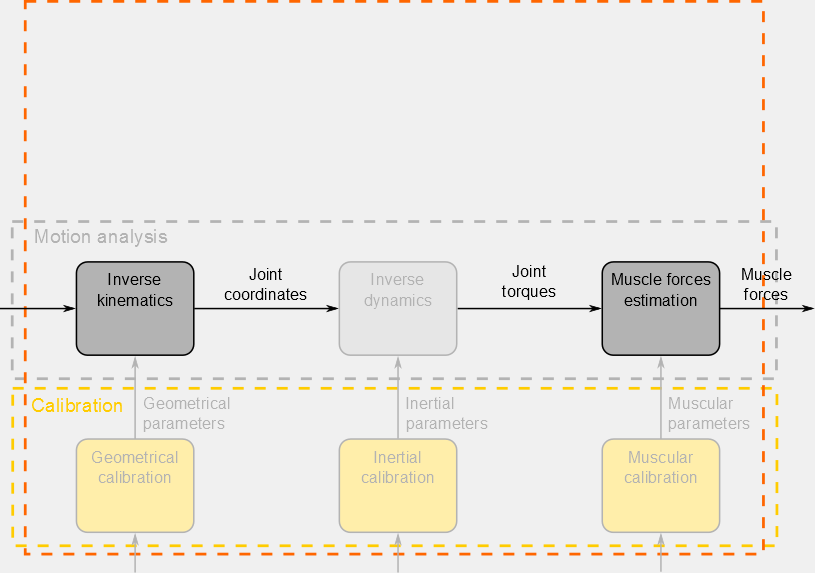 Motion analysis
Inverse
kinematics
Joint
coordinates
Inverse
dynamics
Joint
torques
Muscle forces
estimation
Muscle
forces
Calibration
Geometrical
parameters
Inertial
parameters
Muscular
parameters
Geometrical
calibration
Inertial
calibration
Muscular
calibration